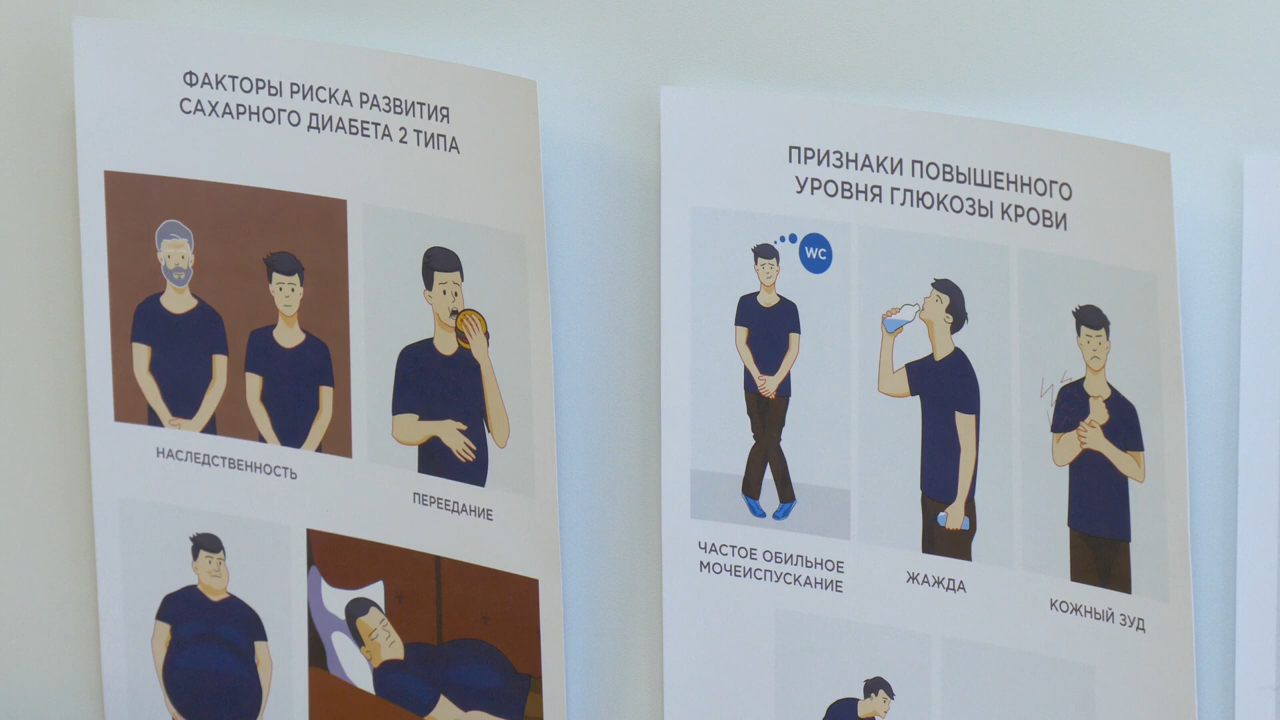 ФАКТОРЫ РИСКА РАЗВИТИЯ
САХАРНОГО ДИАБЕТА 2 ТИПА
НАСЛЕДСТВЕННОСТЬ
ПЕРЕЕДАНИЕ
ПРИЗНАКИ ПОВЫШЕННОГО
УРОВНЯ ГЛЮКОЗЫ КРОВИ
WC
ЧАСТОЕ ОБИЛЬНОЕ
МОЧЕИСПУСКАНИЕ
ЖАЖДА
КОЖНЫЙ ЗУД